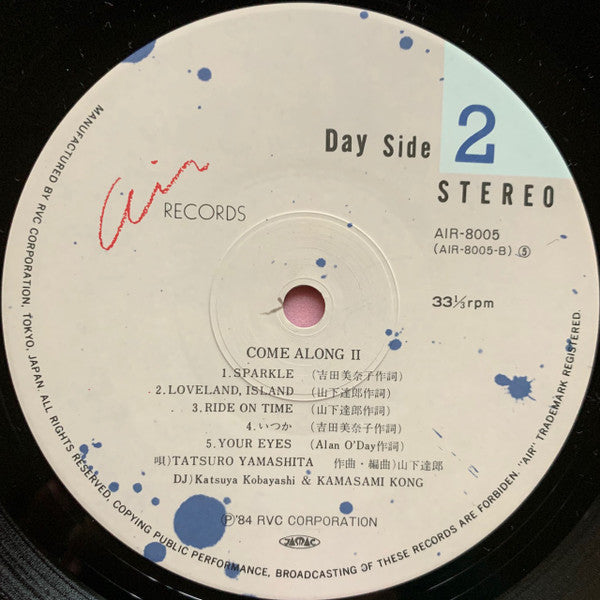 Day Side 2
STEREO
Air RECORDS
AIR-8005
(AIR-8005-B) ⑤
33⅓rpm
COME ALONG II
1.SPARKLE (吉田美奈子作詞)
2.LOVELAND, ISLAND (山下達郎作詞)
3.RIDE ON TIME (山下達郎作詞)
4.いつか (吉田美奈子作詞)
5.YOUR EYES (Alan O'Day作詞)
唄)TATSURO YAMASHITA 作曲・編曲)山下達郎
DJ)Katsuya Kobayashi & KAMASAMI KONG
Ⓟ'84 RVC CORPORATION
JASRAC
MANUFACTURED BY RVC CORPORATION, TOKYO, JAPAN. ALL RIGHTS RESERVED, COPYING PUBLIC PERFORMANCE, BROADCASTING OF THESE RECORDS ARE FORBIDEN. "AIR" TRADEMARK REGISTERED.